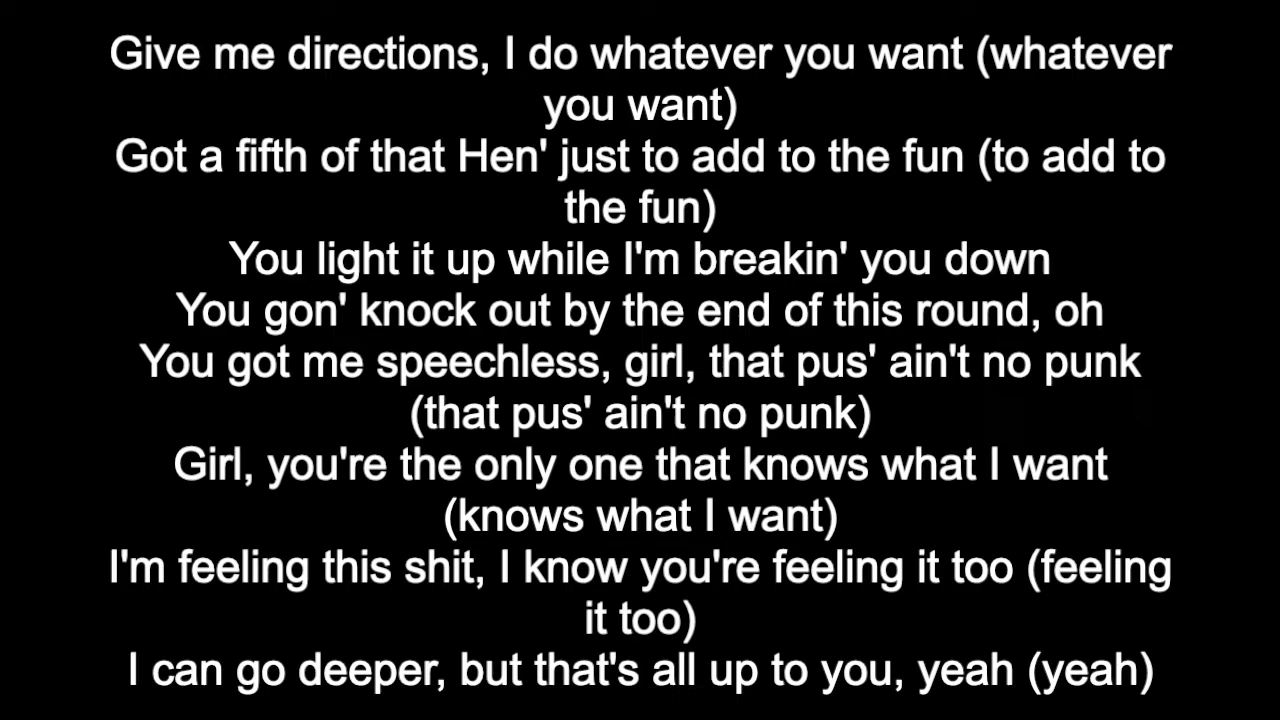 Give me directions, I do whatever you want (whatever
you want)
Got a fifth of that Hen' just to add to the fun (to add to
the fun)
You light it up while I'm breakin' you down
You gon' knock out by the end of this round, oh
You got me speechless, girl, that pus' ain't no punk
(that pus' ain't no punk)
Girl, you're the only one that knows what I want
(knows what I want)
I'm feeling this shit, I know you're feeling it too (feeling
it too)
I can go deeper, but that's all up to you, yeah (yeah)